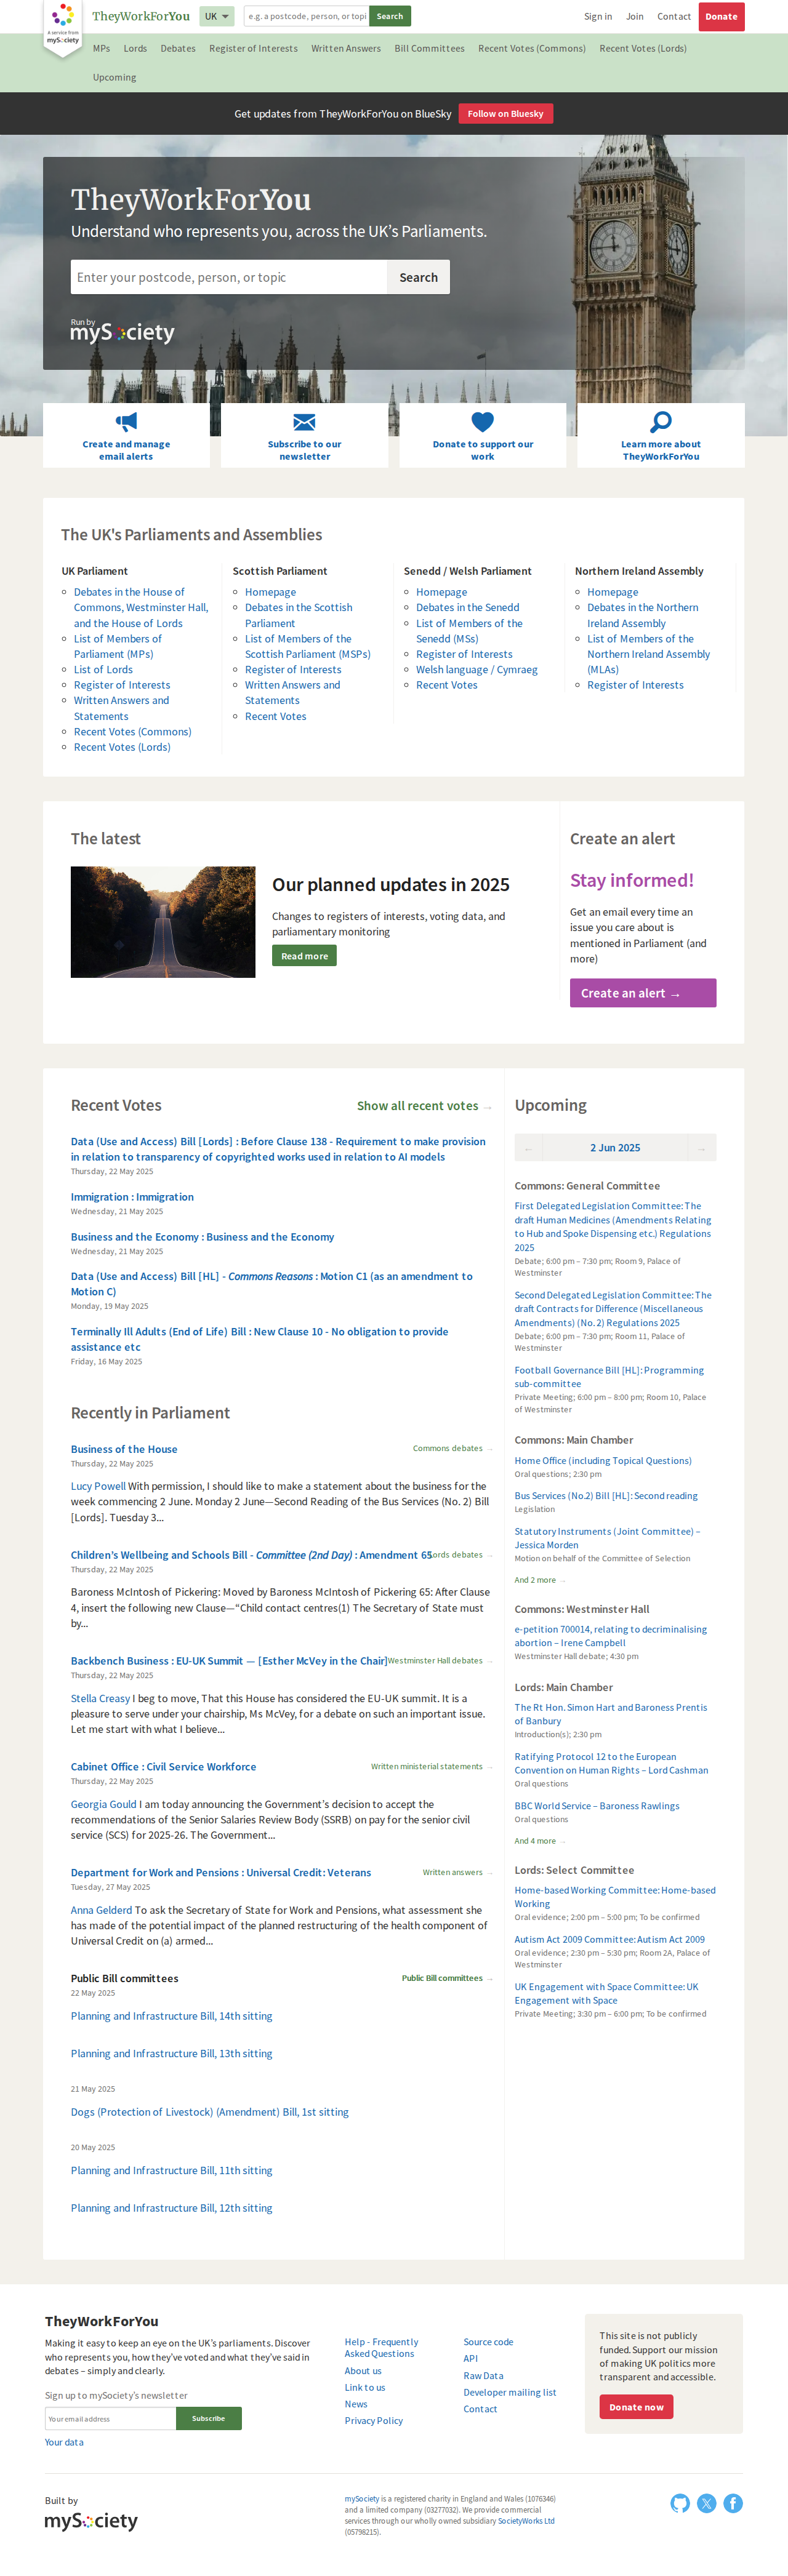 A service from
mySociety
TheyWorkForYou
UK
e.g. a postcode, person, or topi
Search
Sign in
Join
Contact
Donate
MPs
Lords
Debates
Register of Interests
Written Answers
Bill Committees
Recent Votes (Commons)
Recent Votes (Lords)
Upcoming
Get updates from TheyWorkForYou on BlueSky
Follow on Bluesky
TheyWorkForYou
Understand who represents you, across the UK's Parliaments.
Enter your postcode, person, or topic
Search
Run by
mySociety
Create and manage
email alerts
Subscribe to our
newsletter
Donate to support our
work
Learn more about
TheyWorkForYou
The UK's Parliaments and Assemblies
UK Parliament
Debates in the House of
Commons, Westminster Hall,
and the House of Lords
List of Members of
Parliament (MPs)
List of Lords
Register of Interests
Written Answers and
Statements
Recent Votes (Commons)
Recent Votes (Lords)
Scottish Parliament
Homepage
Debates in the Scottish
Parliament
List of Members of the
Scottish Parliament (MSPs)
Register of Interests
Written Answers and
Statements
Recent Votes
Senedd / Welsh Parliament
Homepage
Debates in the Senedd
List of Members of the
Senedd (MSs)
Register of Interests
Welsh language / Cymraeg
Recent Votes
Northern Ireland Assembly
Homepage
Debates in the Northern
Ireland Assembly
List of Members of the
Northern Ireland Assembly
(MLAs)
Register of Interests
The latest
Our planned updates in 2025
Changes to registers of interests, voting data, and
parliamentary monitoring
Read more
Create an alert
Stay informed!
Get an email every time an
issue you care about is
mentioned in Parliament (and
more)
Create an alert →
Recent Votes
Show all recent votes →
Data (Use and Access) Bill [Lords] : Before Clause 138 - Requirement to make provision
in relation to transparency of copyrighted works used in relation to AI models
Thursday, 22 May 2025
Immigration : Immigration
Wednesday, 21 May 2025
Business and the Economy : Business and the Economy
Wednesday, 21 May 2025
Data (Use and Access) Bill [HL] - Commons Reasons : Motion C1 (as an amendment to
Motion C)
Monday, 19 May 2025
Terminally Ill Adults (End of Life) Bill : New Clause 10 - No obligation to provide
assistance etc
Friday, 16 May 2025
Recently in Parliament
Business of the House
Commons debates →
Thursday, 22 May 2025
Lucy Powell With permission, I should like to make a statement about the business for the
week commencing 2 June. Monday 2 June—Second Reading of the Bus Services (No. 2) Bill
[Lords]. Tuesday 3...
Children's Wellbeing and Schools Bill - Committee (2nd Day) : Amendment 65
Lords debates →
Thursday, 22 May 2025
Baroness McIntosh of Pickering: Moved by Baroness McIntosh of Pickering 65: After Clause
4, insert the following new Clause—“Child contact centres(1) The Secretary of State must
by...
Backbench Business : EU-UK Summit — [Esther McVey in the Chair]
Westminster Hall debates →
Thursday, 22 May 2025
Stella Creasy I beg to move, That this House has considered the EU-UK summit. It is a
pleasure to serve under your chairship, Ms McVey, for a debate on such an important issue.
Let me start with what I believe...
Cabinet Office : Civil Service Workforce
Written ministerial statements →
Thursday, 22 May 2025
Georgia Gould I am today announcing the Government's decision to accept the
recommendations of the Senior Salaries Review Body (SSRB) on pay for the senior civil
service (SCS) for 2025-26. The Government...
Department for Work and Pensions : Universal Credit: Veterans
Written answers →
Tuesday, 27 May 2025
Anna Gelderd To ask the Secretary of State for Work and Pensions, what assessment she
has made of the potential impact of the planned restructuring of the health component of
Universal Credit on (a) armed...
Public Bill committees
Public Bill committees →
22 May 2025
Planning and Infrastructure Bill, 14th sitting
Planning and Infrastructure Bill, 13th sitting
21 May 2025
Dogs (Protection of Livestock) (Amendment) Bill, 1st sitting
20 May 2025
Planning and Infrastructure Bill, 11th sitting
Planning and Infrastructure Bill, 12th sitting
Upcoming
← 2 Jun 2025 →
Commons: General Committee
First Delegated Legislation Committee: The
draft Human Medicines (Amendments Relating
to Hub and Spoke Dispensing etc.) Regulations
2025
Debate; 6:00 pm – 7:30 pm; Room 9, Palace of
Westminster
Second Delegated Legislation Committee: The
draft Contracts for Difference (Miscellaneous
Amendments) (No. 2) Regulations 2025
Debate; 6:00 pm – 7:30 pm; Room 11, Palace of
Westminster
Football Governance Bill [HL]: Programming
sub-committee
Private Meeting; 6:00 pm – 8:00 pm; Room 10, Palace
of Westminster
Commons: Main Chamber
Home Office (including Topical Questions)
Oral questions; 2:30 pm
Bus Services (No.2) Bill [HL]: Second reading
Legislation
Statutory Instruments (Joint Committee) –
Jessica Morden
Motion on behalf of the Committee of Selection
And 2 more →
Commons: Westminster Hall
e-petition 700014, relating to decriminalising
abortion – Irene Campbell
Westminster Hall debate; 4:30 pm
Lords: Main Chamber
The Rt Hon. Simon Hart and Baroness Prentis
of Banbury
Introduction(s); 2:30 pm
Ratifying Protocol 12 to the European
Convention on Human Rights – Lord Cashman
Oral questions
BBC World Service – Baroness Rawlings
Oral questions
And 4 more →
Lords: Select Committee
Home-based Working Committee: Home-based
Working
Oral evidence; 2:00 pm – 5:00 pm; To be confirmed
Autism Act 2009 Committee: Autism Act 2009
Oral evidence; 2:30 pm – 5:30 pm; Room 2A, Palace of
Westminster
UK Engagement with Space Committee: UK
Engagement with Space
Private Meeting; 3:30 pm – 6:00 pm; To be confirmed
TheyWorkForYou
Making it easy to keep an eye on the UK's parliaments. Discover
who represents you, how they've voted and what they've said in
debates – simply and clearly.
Sign up to mySociety's newsletter
Your email address
Subscribe
Your data
Help - Frequently
Asked Questions
About us
Link to us
News
Privacy Policy
Source code
API
Raw Data
Developer mailing list
Contact
This site is not publicly
funded. Support our mission
of making UK politics more
transparent and accessible.
Donate now
Built by
mySociety
mySociety is a registered charity in England and Wales (1076346)
and a limited company (03277032). We provide commercial
services through our wholly owned subsidiary SocietyWorks Ltd
(05798215).